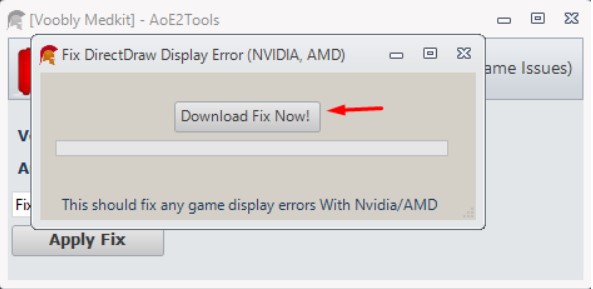 [Voobly Medkit] - AoE2Tools
Fix DirectDraw Display Error (NVIDIA, AMD)
ame Issues)
Download Fix Now!
This should fix any game display errors With Nvidia/AMD
Apply Fix